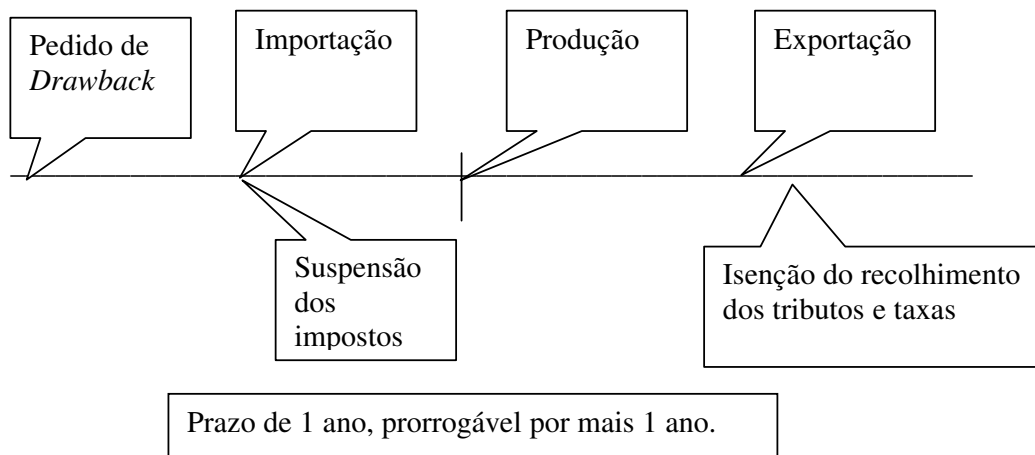 Pedido de
Drawback
Importação
Produção
Exportação
Suspensão
dos
impostos
Isenção do recolhimento
dos tributos e taxas
Prazo de 1 ano, prorrogável por mais 1 ano.